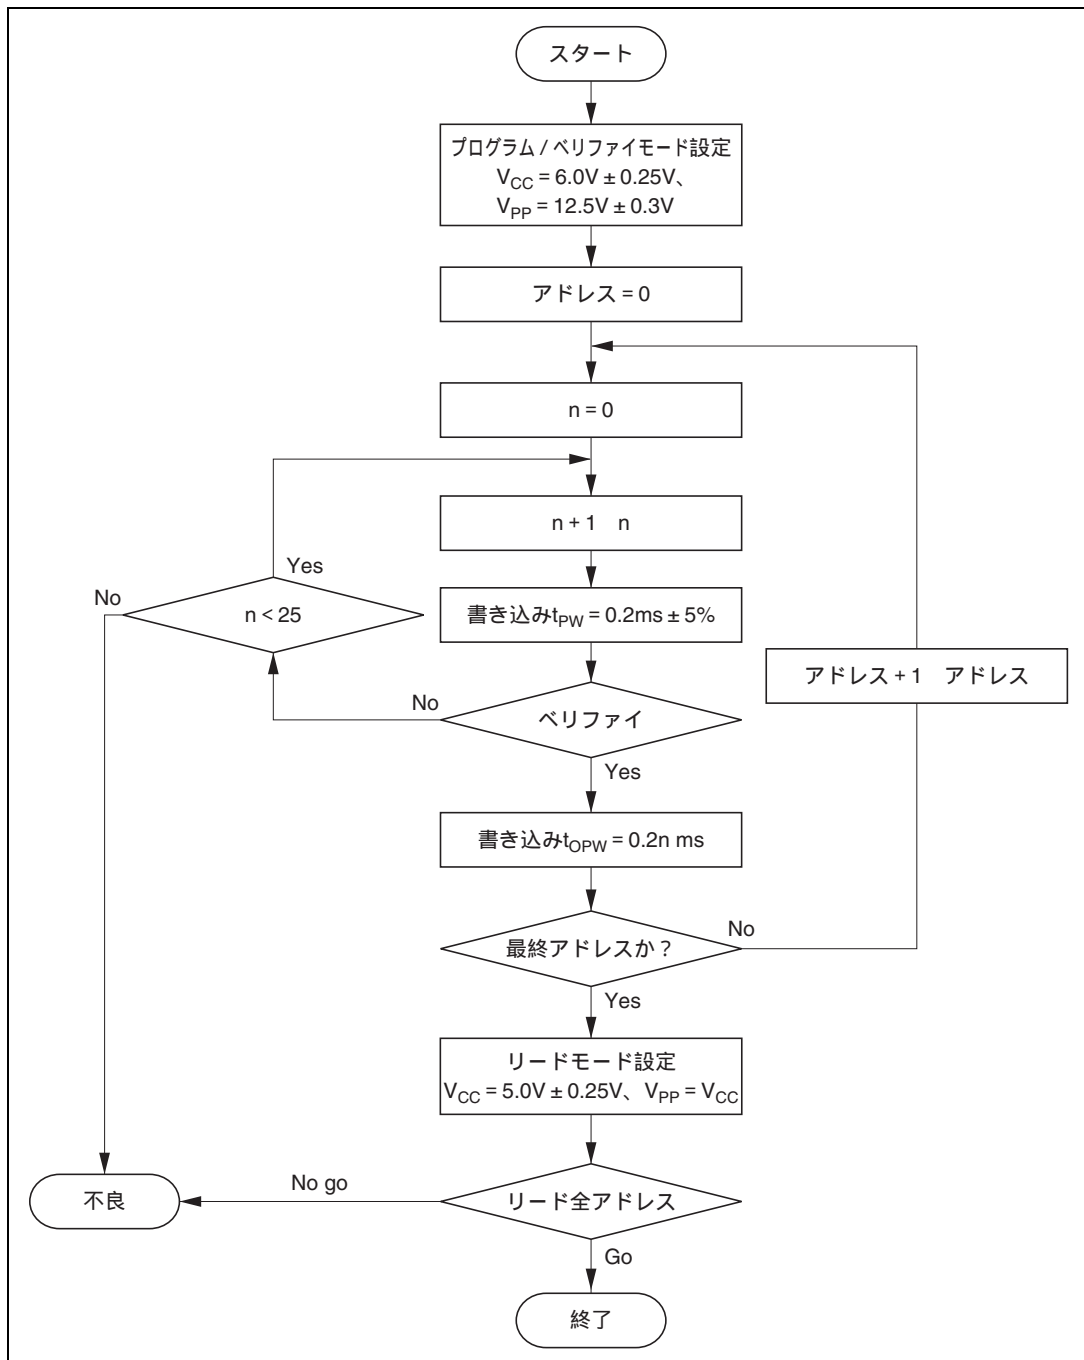 スタート
プログラム / ベリファイモード設定
VCC = 6.0V ± 0.25V、
VPP = 12.5V ± 0.3V
アドレス = 0
n = 0
n + 1　n
Yes
No
n < 25
書き込みtPW = 0.2ms ± 5%
アドレス + 1　アドレス
No
ベリファイ
Yes
書き込みtOPW = 0.2n ms
最終アドレスか？
No
Yes
リードモード設定
VCC = 5.0V ± 0.25V、VPP = VCC
不良
No go
リード全アドレス
Go
終了